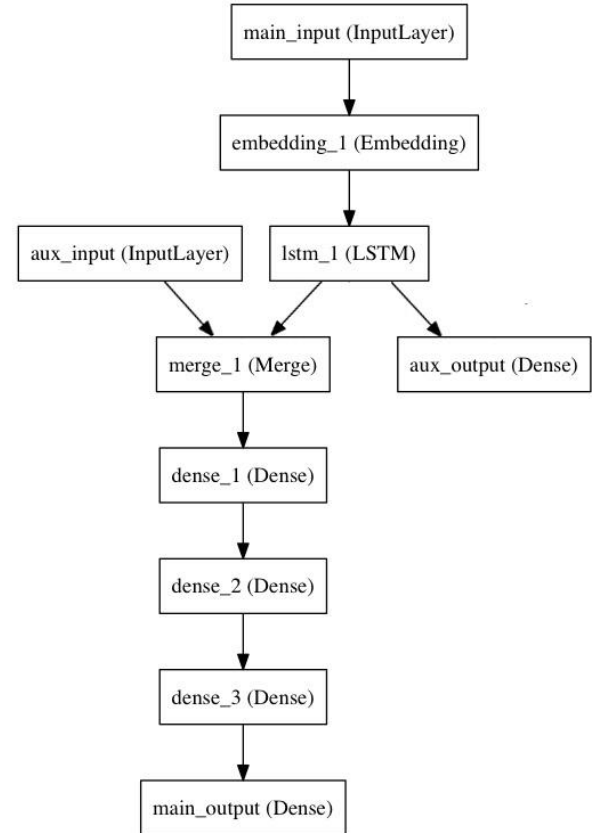 main_input (InputLayer)
embedding_1 (Embedding)
aux_input (InputLayer)
lstm_1 (LSTM)
merge_1 (Merge)
aux_output (Dense)
dense_1 (Dense)
dense_2 (Dense)
dense_3 (Dense)
main_output (Dense)